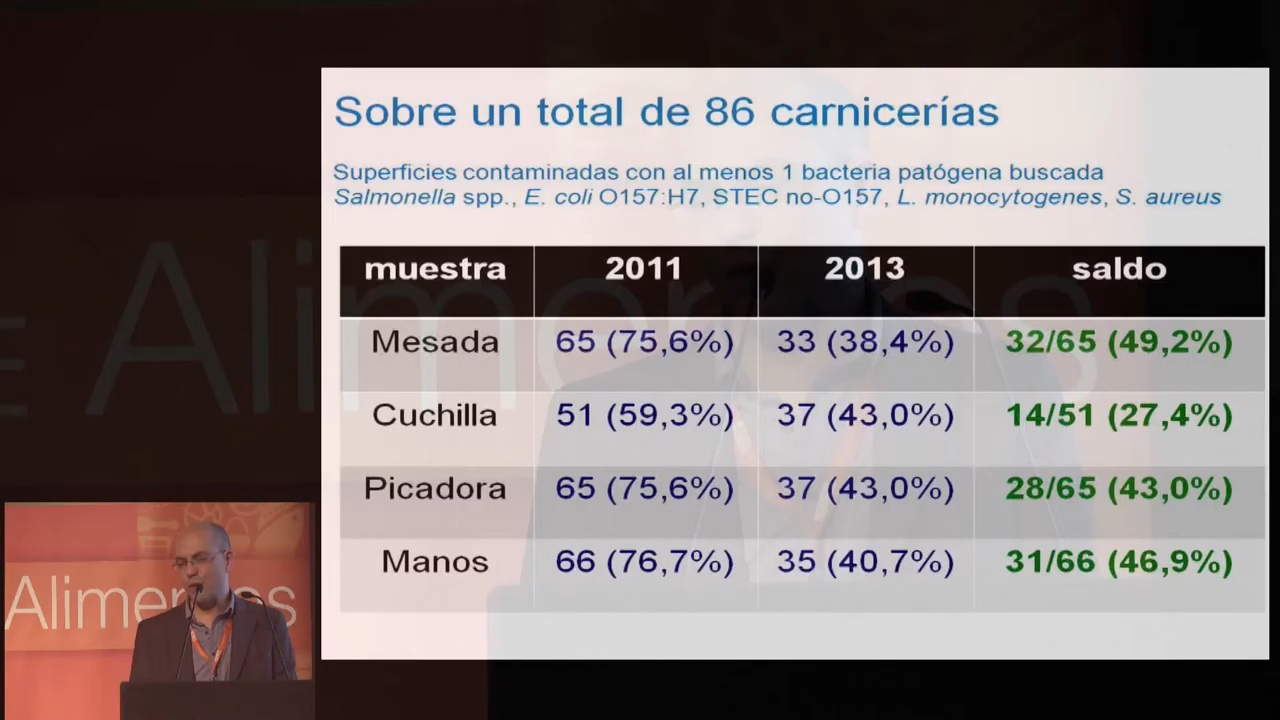 Sobre un total de 86 carnicerías
Superficies contaminadas con al menos 1 bacteria patógena buscada
Salmonella spp., E. coli O157:H7, STEC no-O157, L. monocytogenes, S. aureus
muestra 2011 2013 saldo
Mesada 65 (75,6%) 33 (38,4%) 32/65 (49,2%)
Cuchilla 51 (59,3%) 37 (43,0%) 14/51 (27,4%)
Picadora 65 (75,6%) 37 (43,0%) 28/65 (43,0%)
Manos 66 (76,7%) 35 (40,7%) 31/66 (46,9%)
E Alimentos
Alimentos